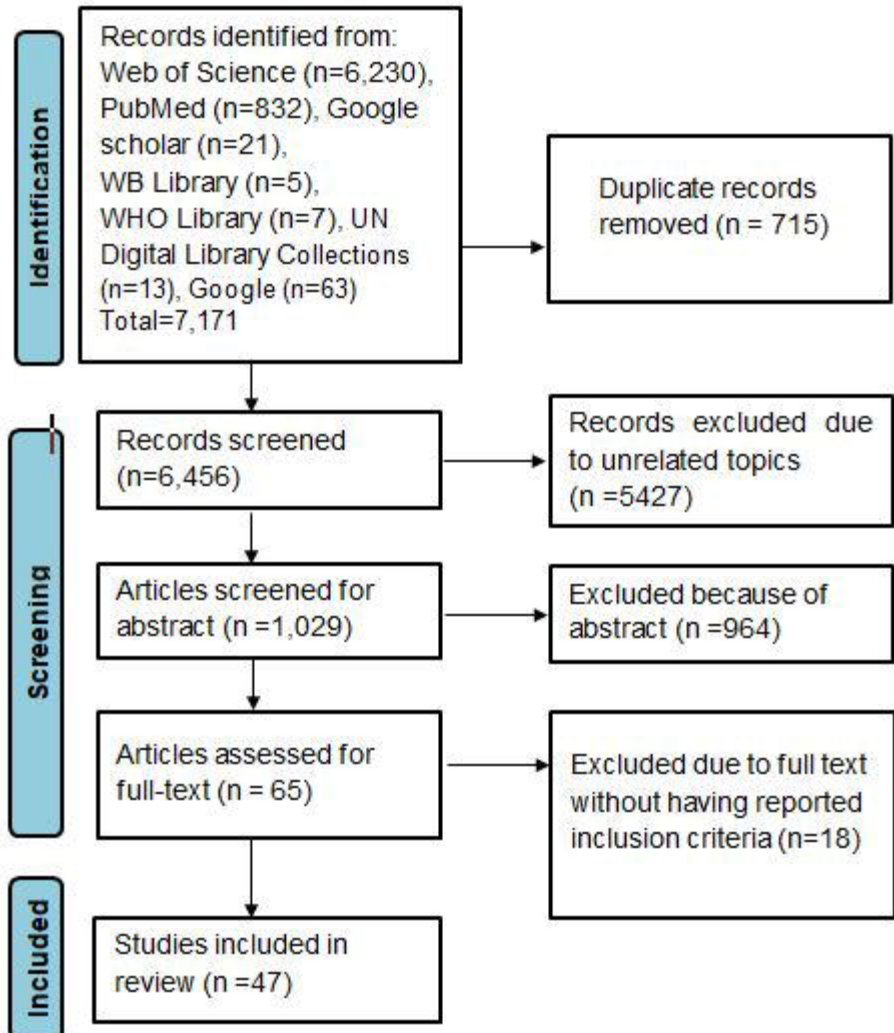 Identification
Records identified from:
Web of Science (n=6,230),
PubMed (n=832), Google
scholar (n=21),
WB Library (n=5),
WHO Library (n=7), UN
Digital Library Collections
(n=13), Google (n=63)
Total=7,171
Duplicate records
removed (n = 715)
Screening
Records screened
(n=6,456)
Records excluded due
to unrelated topics
(n =5427)
Articles screened for
abstract (n =1,029)
Excluded because of
abstract (n =964)
Articles assessed for
full-text (n = 65)
Excluded due to full text
without having reported
inclusion criteria (n=18)
Included
Studies included in
review (n =47)